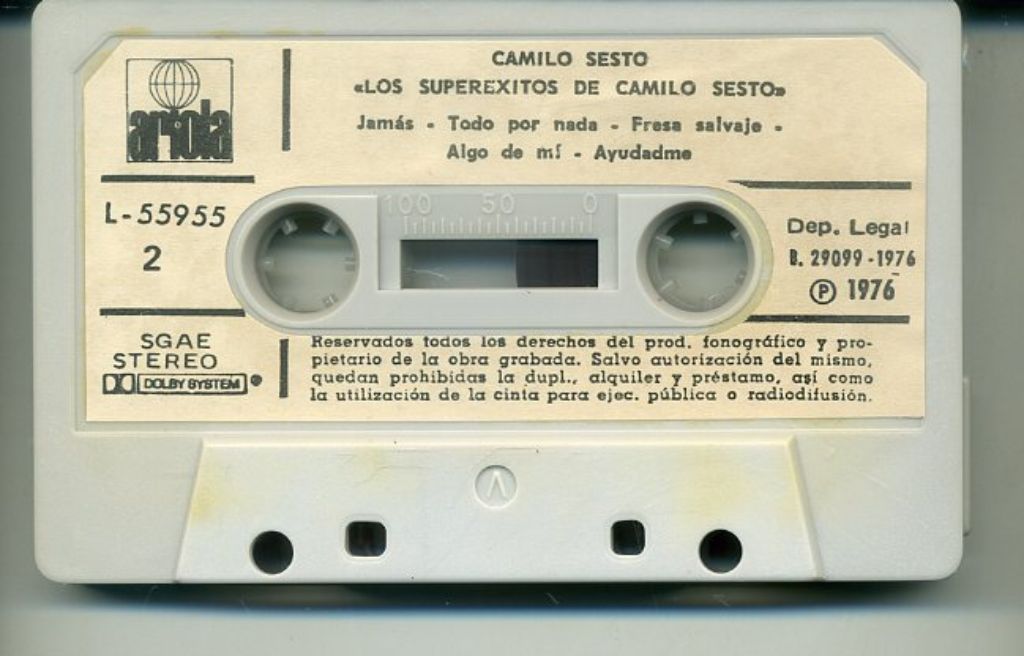 ariola
CAMILO SESTO
«LOS SUPEREXITOS DE CAMILO SESTO»
Jamás - Todo por nada - Fresa salvaje -
Algo de mí - Ayudadme
L-55955
2
100 50 0
Dep. Legal
B. 29099-1976
Ⓟ 1976
SGAE
STEREO
DOLBY SYSTEM
Reservados todos los derechos del prod. fonográfico y pro-
pietario de la obra grabada. Salvo autorización del mismo,
quedan prohibidas la dupl., alquiler y préstamo, así como
la utilización de la cinta para ejec. pública o radiodifusión.